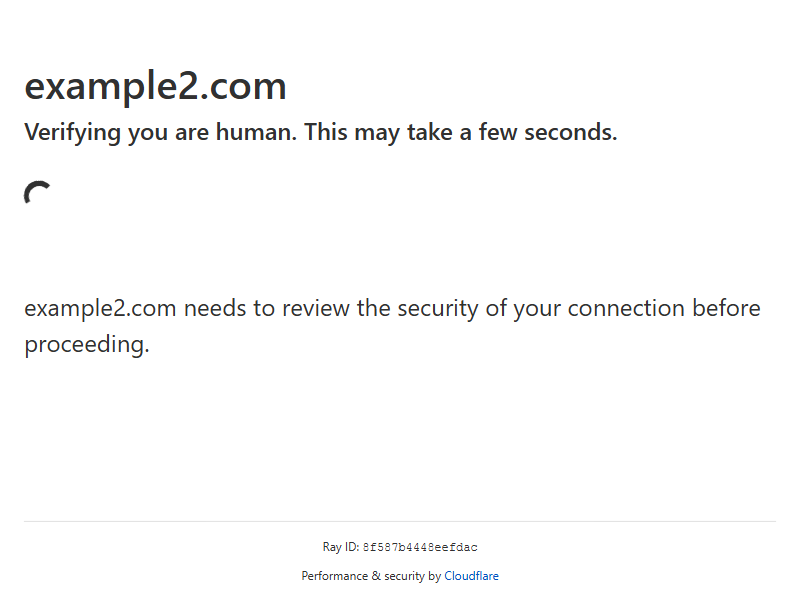 example2.com
Verifying you are human. This may take a few seconds.
example2.com needs to review the security of your connection before
proceeding.
Ray ID: 8f587b4448eefdac
Performance & security by Cloudflare